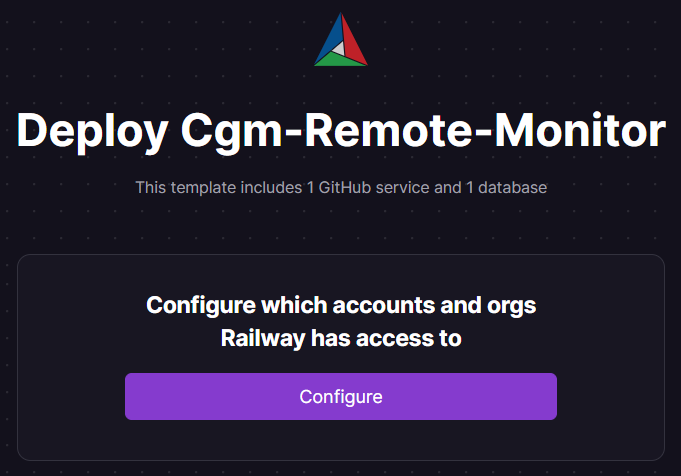 Deploy Cgm-Remote-Monitor
This template includes 1 GitHub service and 1 database
Configure which accounts and orgs
Railway has access to
Configure